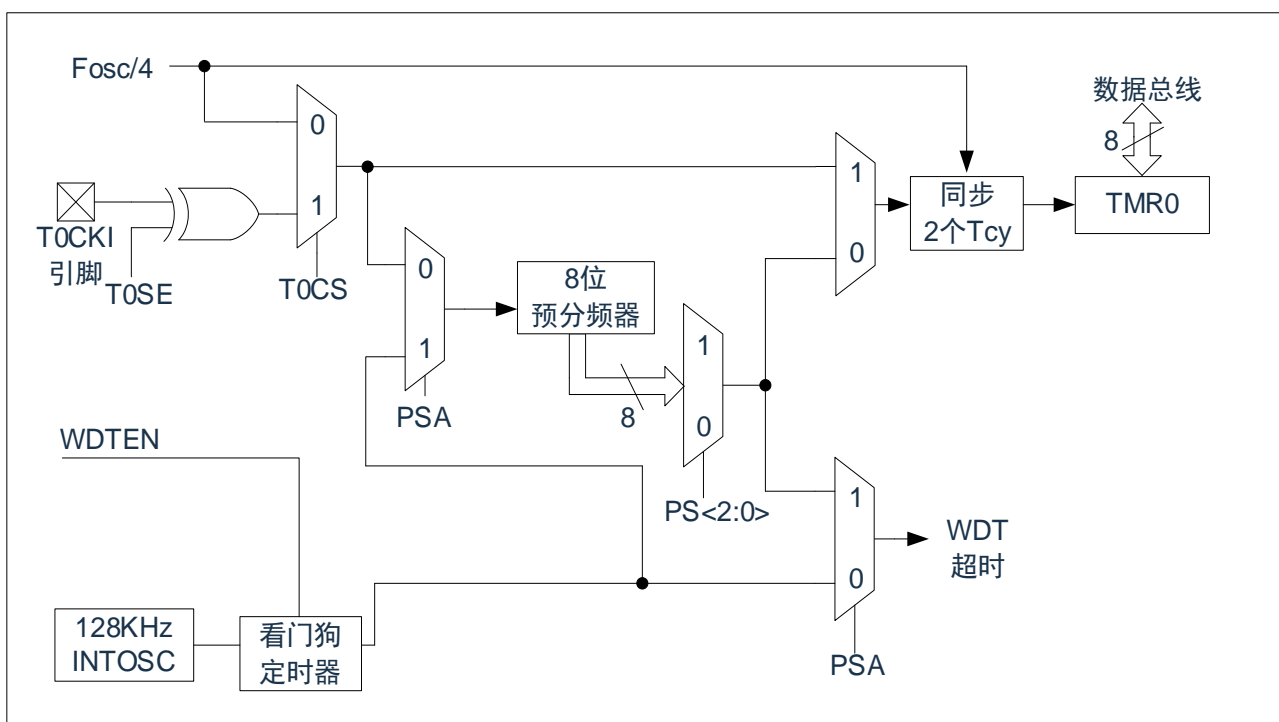 Fosc/4
数据总线
0
8
1
1
同步
2个Tcy
TMR0
T0CKI
引脚
T0SE
T0CS
0
0
8位
预分频器
1
1
PSA
8
0
WDTEN
PS<2:0>
1
WDT
超时
0
128KHz
INTOSC
看门狗
定时器
PSA